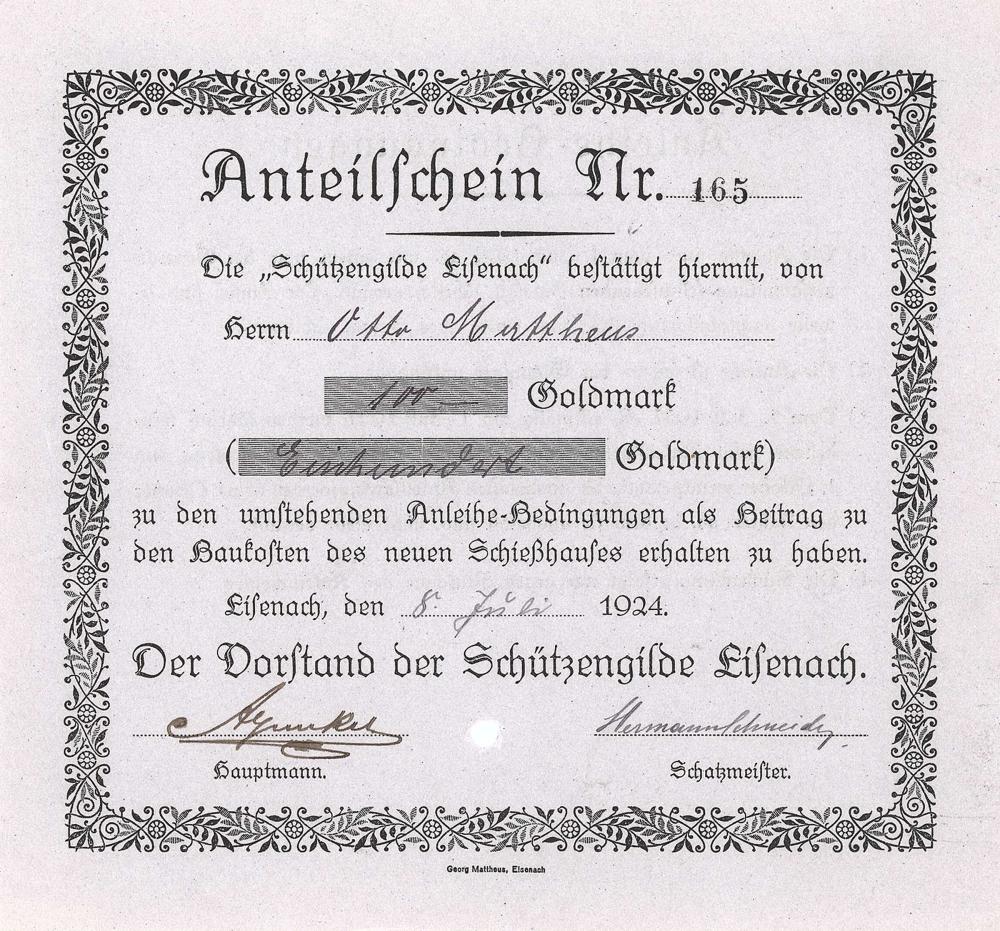 Anteilschein Nr. 165
Die „Schützengilde Eisenach“ bestätigt hiermit, von
Herrn Otto Mattheus
100 — Goldmark
(Einhundert Goldmark)
zu den umstehenden Anleihe-Bedingungen als Beitrag zu
den Baukosten des neuen Schießhauses erhalten zu haben.
Eisenach, den 8. Juli 1924.
Der Vorstand der Schützengilde Eisenach.
Hermann Schneider
Hauptmann. Schatzmeister.
Georg Mattheus, Eisenach